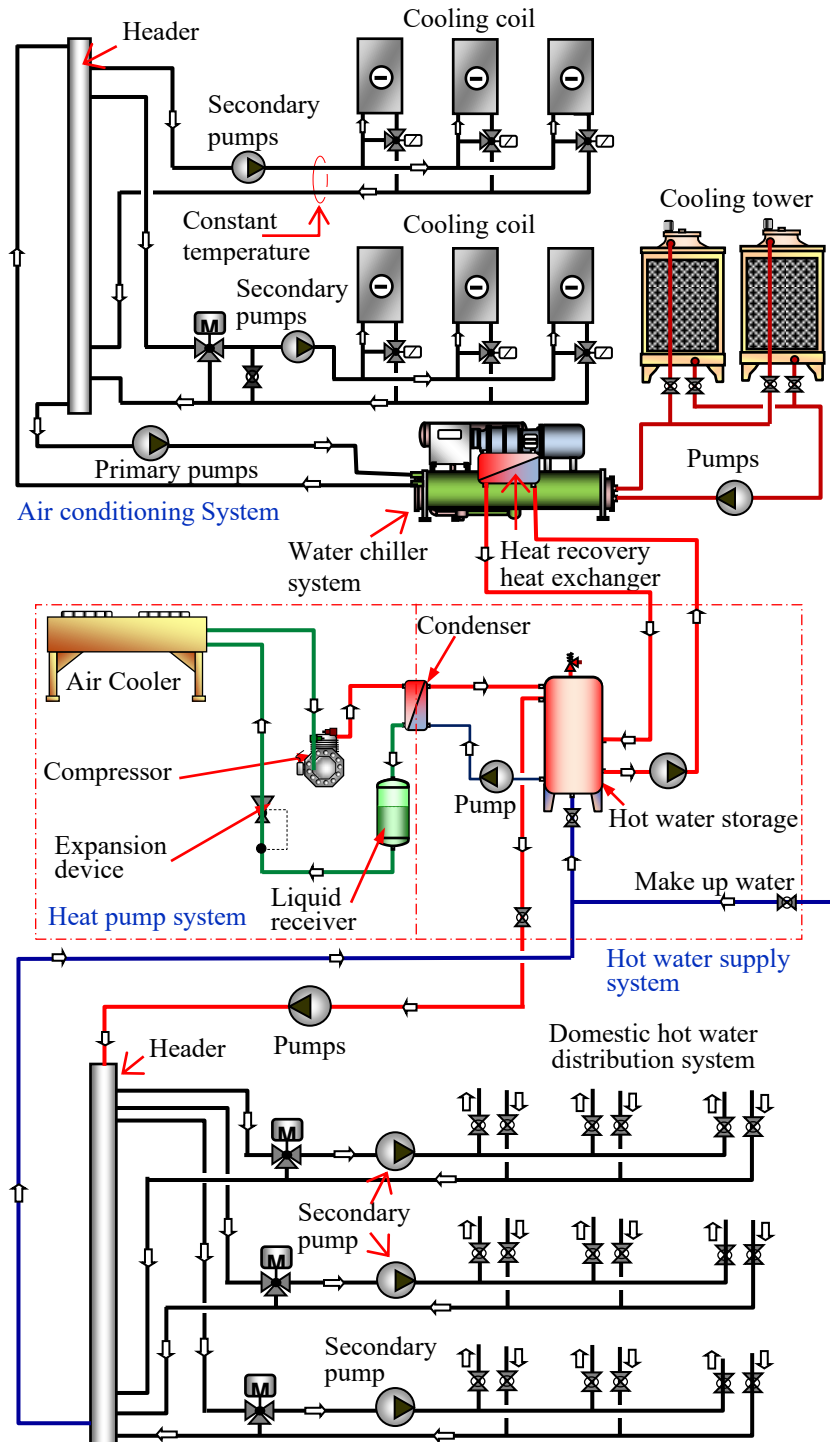 Cooling coil
Header
Secondary
pumps
Cooling tower
Constant
temperature
Cooling coil
Secondary
pumps
M
Primary pumps
Pumps
Air conditioning System
Water chiller
system
Heat recovery
heat exchanger
Condenser
Air Cooler
Compressor
Pump
Hot water storage
Expansion
device
Make up water
Liquid
receiver
Heat pump system
Hot water supply
system
Pumps
Header
Domestic hot water
distribution system
M
Secondary
pump
M
Secondary
pump
M